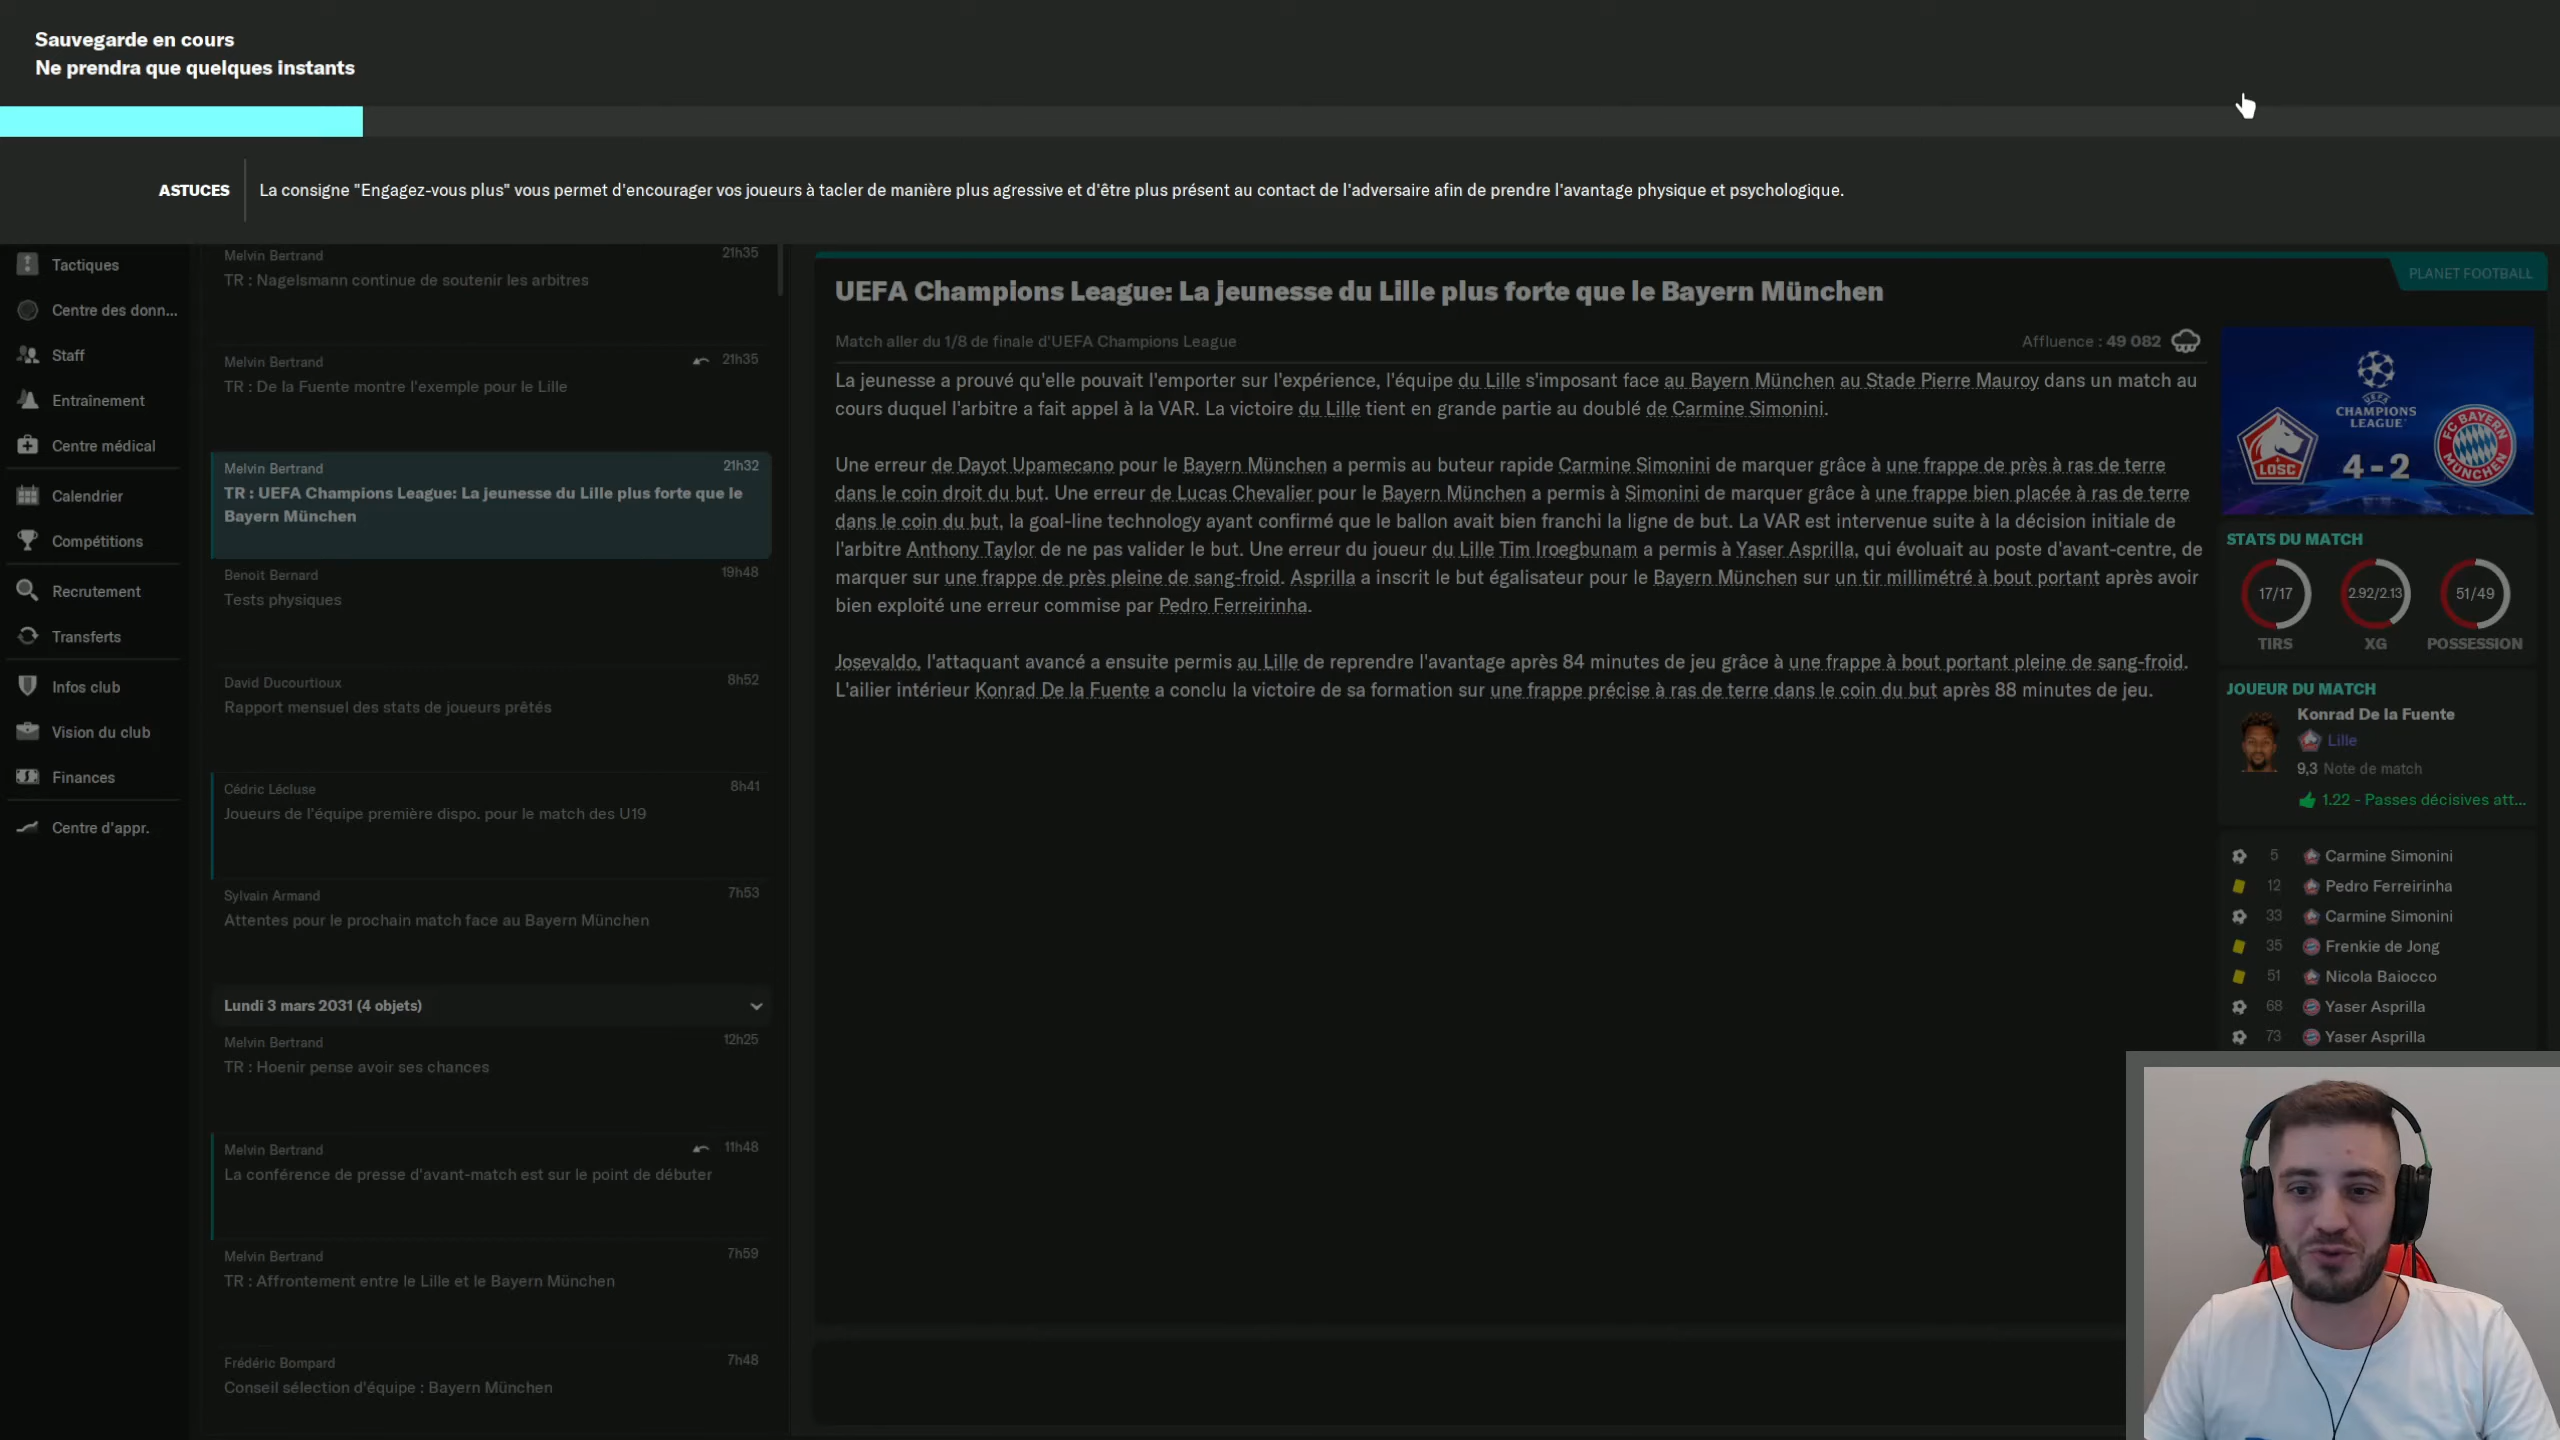 Sauvegarde en cours
Ne prendra que quelques instants
ASTUCES
La consigne "Engagez-vous plus" vous permet d'encourager vos joueurs à tacler de manière plus agressive et d'être plus présent au contact de l'adversaire afin de prendre l'avantage physique et psychologique.
Tactiques
Centre des donn...
Staff
Entraînement
Centre médical
Calendrier
Compétitions
Recrutement
Transferts
Infos club
Vision du club
Finances
Centre d'appr.
Melvin Bertrand 21h35
TR : Nagelsmann continue de soutenir les arbitres
Melvin Bertrand 21h35
TR : De la Fuente montre l'exemple pour le Lille
Melvin Bertrand 21h32
TR : UEFA Champions League: La jeunesse du Lille plus forte que le
Bayern München
Benoit Bernard 19h48
Tests physiques
David Ducourtioux 8h52
Rapport mensuel des stats de joueurs prêtés
Cédric Lécluse 8h41
Joueurs de l'équipe première dispo. pour le match des U19
Sylvain Armand 7h53
Attentes pour le prochain match face au Bayern München
Lundi 3 mars 2031 (4 objets)
Melvin Bertrand 12h25
TR : Hoenir pense avoir ses chances
Melvin Bertrand 11h48
La conférence de presse d'avant-match est sur le point de débuter
Melvin Bertrand 7h59
TR : Affrontement entre le Lille et le Bayern München
Frédéric Bompard 7h48
Conseil sélection d'équipe : Bayern München
PLANET FOOTBALL
UEFA Champions League: La jeunesse du Lille plus forte que le Bayern München
Match aller du 1/8 de finale d'UEFA Champions League
Affluence : 49 082
La jeunesse a prouvé qu'elle pouvait l'emporter sur l'expérience, l'équipe du Lille s'imposant face au Bayern München au Stade Pierre Mauroy dans un match au
cours duquel l'arbitre a fait appel à la VAR. La victoire du Lille tient en grande partie au doublé de Carmine Simonini.
Une erreur de Dayot Upamecano pour le Bayern München a permis au buteur rapide Carmine Simonini de marquer grâce à une frappe de près à ras de terre
dans le coin droit du but. Une erreur de Lucas Chevalier pour le Bayern München a permis à Simonini de marquer grâce à une frappe bien placée à ras de terre
dans le coin du but, la goal-line technology ayant confirmé que le ballon avait bien franchi la ligne de but. La VAR est intervenue suite à la décision initiale de
l'arbitre Anthony Taylor de ne pas valider le but. Une erreur du joueur du Lille Tim Iroegbunam a permis à Yaser Asprilla, qui évoluait au poste d'avant-centre, de
marquer sur une frappe de près pleine de sang-froid. Asprilla a inscrit le but égalisateur pour le Bayern München sur un tir millimétré à bout portant après avoir
bien exploité une erreur commise par Pedro Ferreirinha.
Josevaldo, l'attaquant avancé a ensuite permis au Lille de reprendre l'avantage après 84 minutes de jeu grâce à une frappe à bout portant pleine de sang-froid.
L'ailier intérieur Konrad De la Fuente a conclu la victoire de sa formation sur une frappe précise à ras de terre dans le coin du but après 88 minutes de jeu.
UEFA
CHAMPIONS
LEAGUE
LOSC
4 - 2
FC BAYERN
MÜNCHEN
STATS DU MATCH
17/17
2.92/2.13
51/49
TIRS
XG
POSSESSION
JOUEUR DU MATCH
Konrad De la Fuente
Lille
9,3 Note de match
1.22 - Passes décisives att...
5 Carmine Simonini
12 Pedro Ferreirinha
33 Carmine Simonini
35 Frenkie de Jong
51 Nicola Baiocco
68 Yaser Asprilla
73 Yaser Asprilla